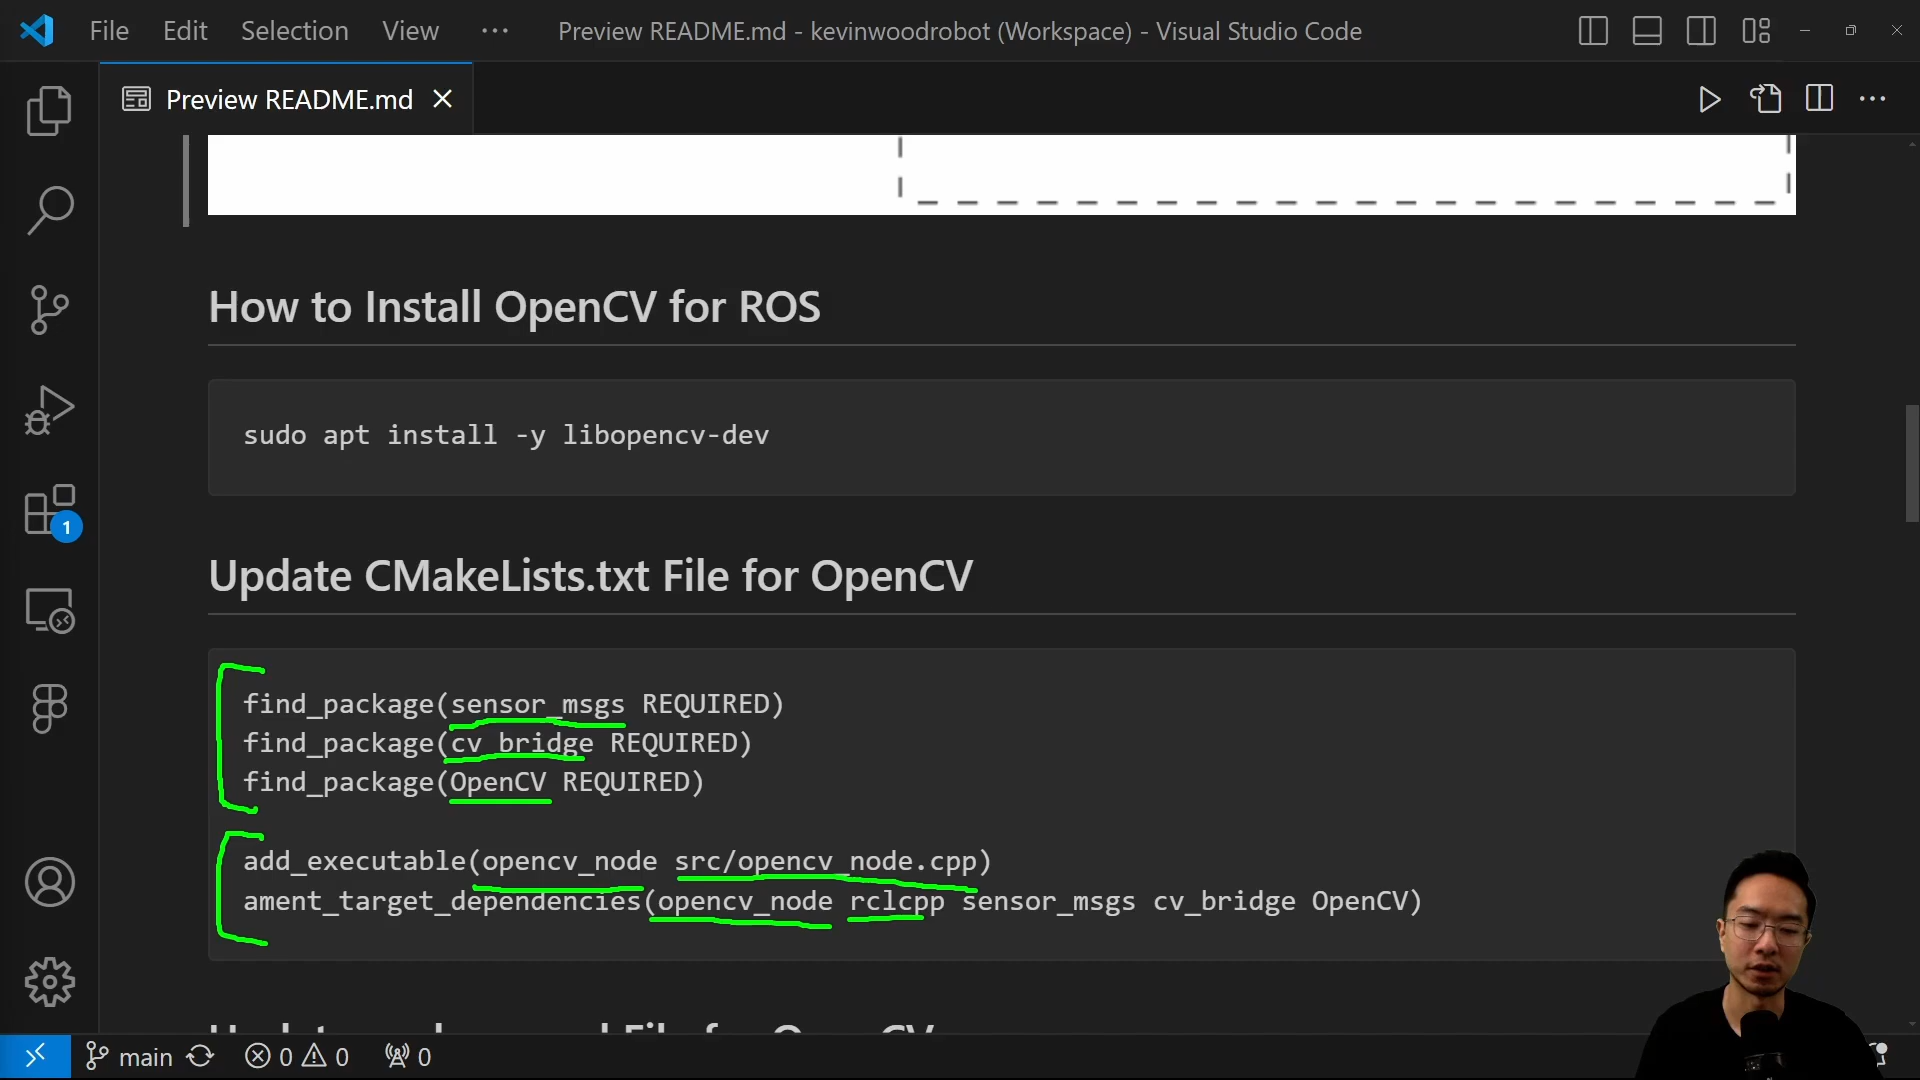 File Edit Selection View ··· Preview README.md - kevinwoodrobot (Workspace) - Visual Studio Code
Preview README.md
How to Install OpenCV for ROS
sudo apt install -y libopencv-dev
Update CMakeLists.txt File for OpenCV
find_package(sensor_msgs REQUIRED)
find_package(cv_bridge REQUIRED)
find_package(OpenCV REQUIRED)
add_executable(opencv_node src/opencv_node.cpp)
ament_target_dependencies(opencv_node rclcpp sensor_msgs cv_bridge OpenCV)
1
main 0 0 0